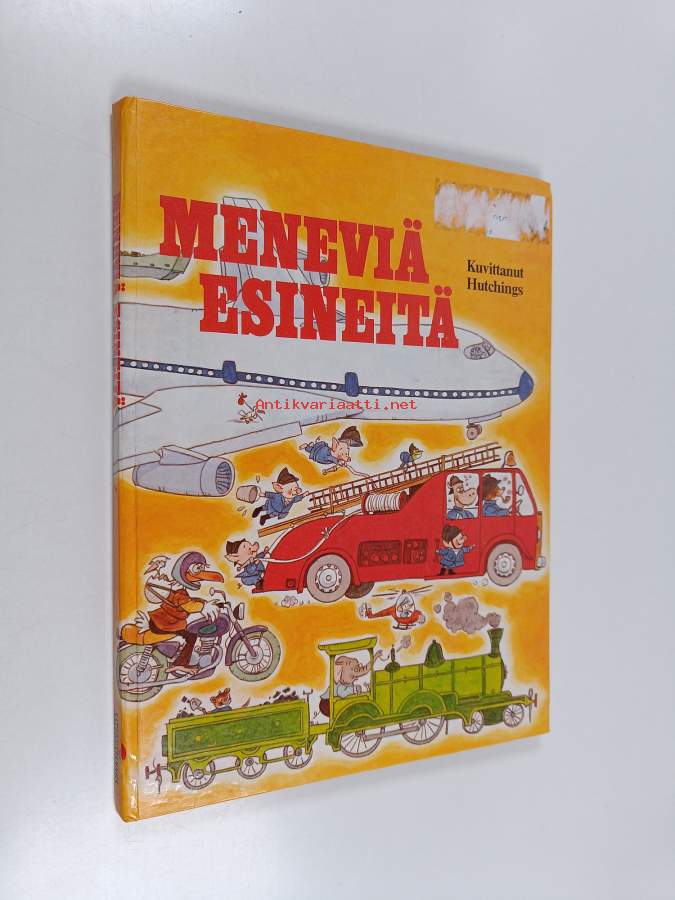 MENEVIÄ
ESINEITÄ
Kuvittanut
Hutchings
Antikvariaatti.net